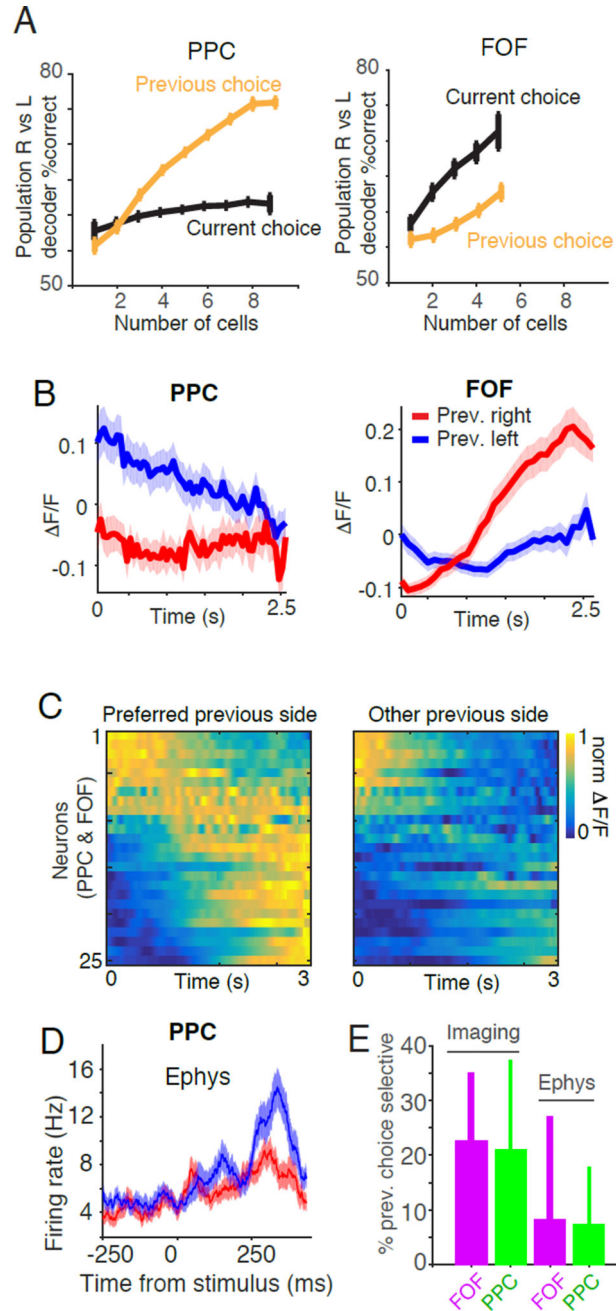 A
PPC
FOF
80
Previous choice
Current choice
50
Population R vs L
decoder %correct
2
4
6
8
Number of cells
80
Current choice
Previous choice
50
Population R vs L
decoder %correct
2
4
6
8
Number of cells
B
PPC
FOF
0.1
0
-0.1
ΔF/F
0
2.5
Time (s)
Prev. right
Prev. left
0.2
0.1
0
-0.1
ΔF/F
0
2.5
Time (s)
C
Preferred previous side
Other previous side
1
25
Neurons
(PPC & FOF)
0
3
Time (s)
0
3
Time (s)
1
0
norm
ΔF/F
D
PPC
Ephys
16
12
8
4
Firing rate (Hz)
-250
0
250
Time from stimulus (ms)
E
Imaging
Ephys
40
30
20
10
0
% prev. choice selective
FOF
PPC
FOF
PPC